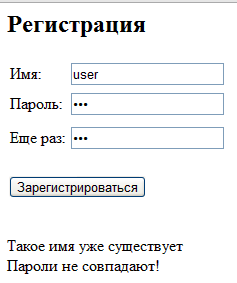 Регистрация
Имя: user
Пароль: •••
Еще раз: •••
Зарегистрироваться
Такое имя уже существует
Пароли не совпадают!